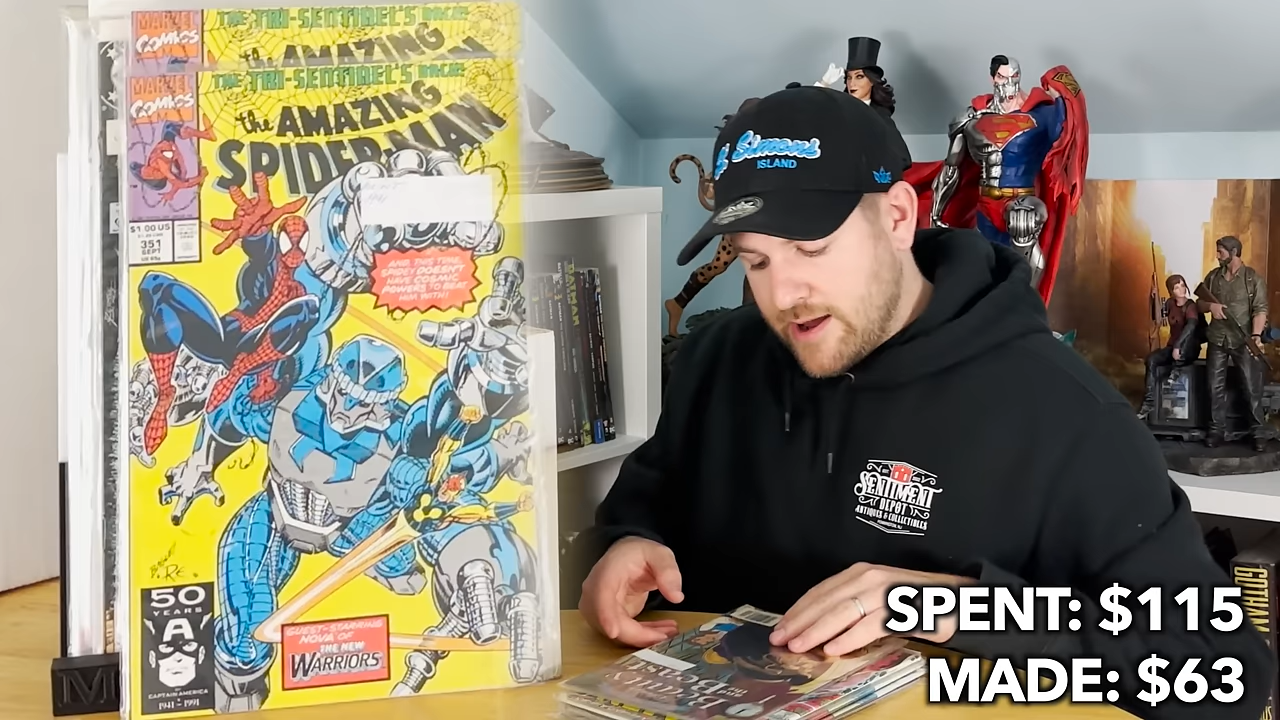 MARVEL
COMICS
THE TRI-SENTINEL'S BACK!
the AMAZING
MARVEL
COMICS
THE TRI-SENTINEL'S BACK!
the AMAZING
SPIDER-MAN
$1.00 US
351
SEPT
AND THIS TIME,
SPIDEY DOESN'T
HAVE COSMIC
POWERS TO BEAT
HIM WITH!
50
YEARS
A
CAPTAIN AMERICA
1941-1991
GUEST-STARRING
NOVA OF
THE NEW
WARRIORS
M
St Simons
ISLAND
SENTIMENT
DEPOT
ANTIQUES & COLLECTIBLES
BATMAN
GOTHAM
SPENT: $115
MADE: $63